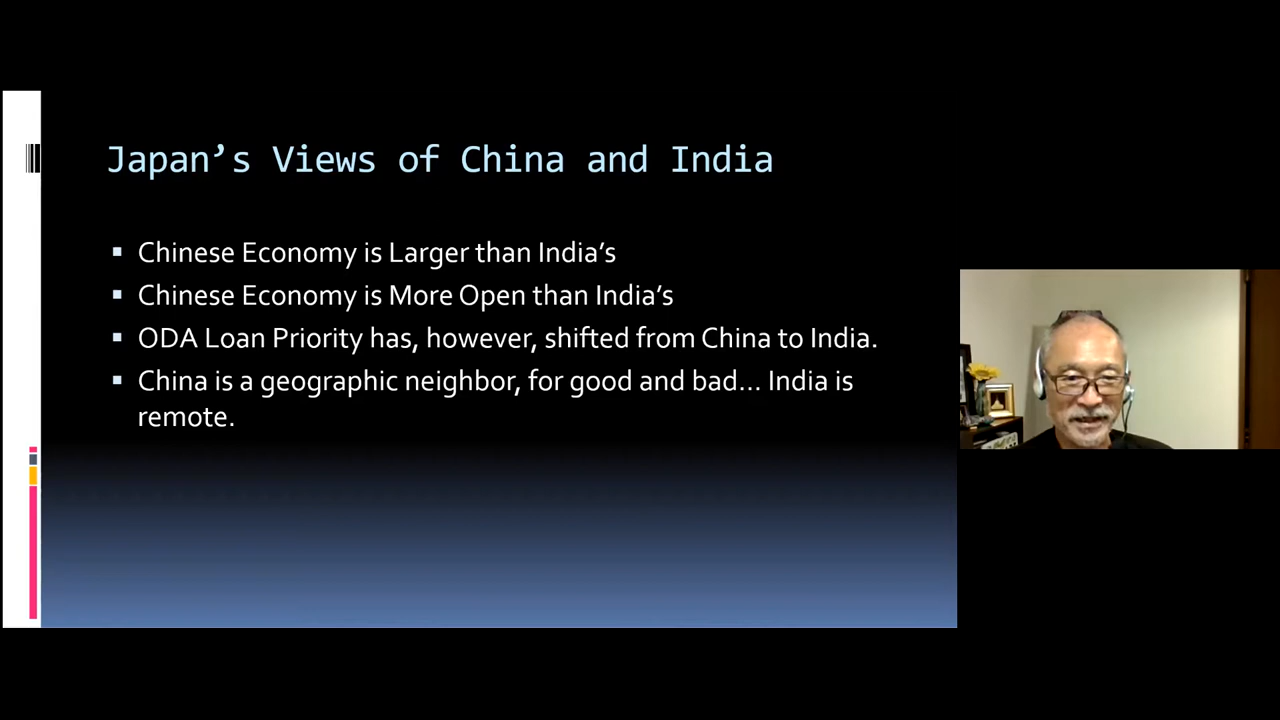 Japan’s Views of China and India
Chinese Economy is Larger than India’s
Chinese Economy is More Open than India’s
ODA Loan Priority has, however, shifted from China to India.
China is a geographic neighbor, for good and bad… India is
remote.